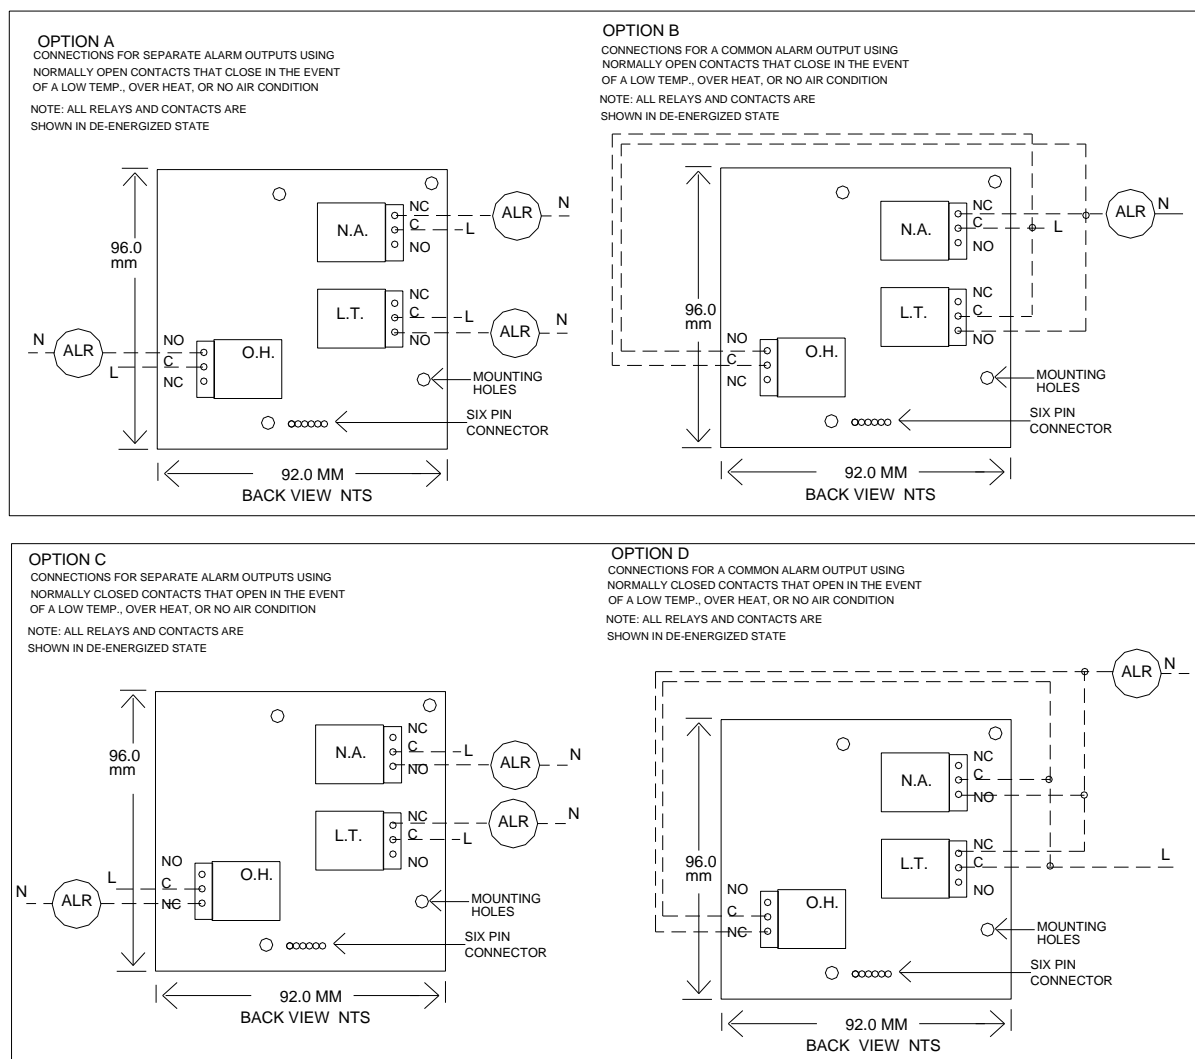 OPTION A
CONNECTIONS FOR SEPARATE ALARM OUTPUTS USING
NORMALLY OPEN CONTACTS THAT CLOSE IN THE EVENT
OF A LOW TEMP., OVER HEAT, OR NO AIR CONDITION
NOTE: ALL RELAYS AND CONTACTS ARE
SHOWN IN DE-ENERGIZED STATE
96.0
mm
N.A.
NC
C
NO
L
ALR
N
L.T.
NC
C
NO
L
ALR
N
N
ALR
L
NO
C
NC
O.H.
MOUNTING
HOLES
SIX PIN
CONNECTOR
92.0 MM
BACK VIEW NTS
OPTION B
CONNECTIONS FOR A COMMON ALARM OUTPUT USING
NORMALLY OPEN CONTACTS THAT CLOSE IN THE EVENT
OF A LOW TEMP., OVER HEAT, OR NO AIR CONDITION
NOTE: ALL RELAYS AND CONTACTS ARE
SHOWN IN DE-ENERGIZED STATE
96.0
mm
N.A.
NC
C
NO
L
ALR
N
L.T.
NC
C
NO
NO
C
NC
O.H.
MOUNTING
HOLES
SIX PIN
CONNECTOR
92.0 MM
BACK VIEW NTS
OPTION C
CONNECTIONS FOR SEPARATE ALARM OUTPUTS USING
NORMALLY CLOSED CONTACTS THAT OPEN IN THE EVENT
OF A LOW TEMP., OVER HEAT, OR NO AIR CONDITION
NOTE: ALL RELAYS AND CONTACTS ARE
SHOWN IN DE-ENERGIZED STATE
96.0
mm
N.A.
NC
C
NO
L
ALR
N
L.T.
NC
C
NO
L
ALR
N
N
ALR
L
NO
C
NC
O.H.
MOUNTING
HOLES
SIX PIN
CONNECTOR
92.0 MM
BACK VIEW NTS
OPTION D
CONNECTIONS FOR A COMMON ALARM OUTPUT USING
NORMALLY CLOSED CONTACTS THAT OPEN IN THE EVENT
OF A LOW TEMP., OVER HEAT, OR NO AIR CONDITION
NOTE: ALL RELAYS AND CONTACTS ARE
SHOWN IN DE-ENERGIZED STATE
ALR
N
96.0
mm
N.A.
NC
C
NO
L.T.
NC
C
NO
L
NO
C
NC
O.H.
MOUNTING
HOLES
SIX PIN
CONNECTOR
92.0 MM
BACK VIEW NTS